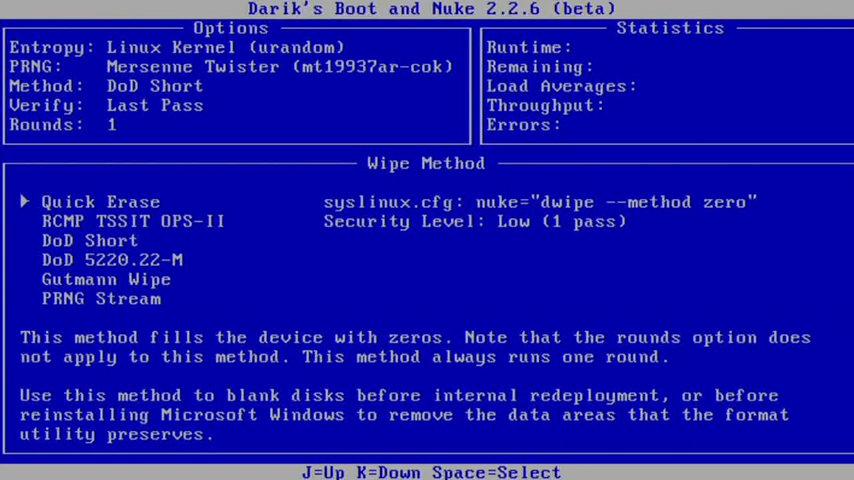 Darik's Boot and Nuke 2.2.6 (beta)
Options
Entropy: Linux Kernel (urandom)
PRNG: Mersenne Twister (mt19937ar-cok)
Method: DoD Short
Verify: Last Pass
Rounds: 1
Statistics
Runtime:
Remaining:
Load Averages:
Throughput:
Errors:
Wipe Method
Quick Erase syslinux.cfg: nuke="dwipe --method zero"
RCMP TSSIT OPS-II Security Level: Low (1 pass)
DoD Short
DoD 5220.22-M
Gutmann Wipe
PRNG Stream
This method fills the device with zeros. Note that the rounds option does
not apply to this method. This method always runs one round.
Use this method to blank disks before internal redeployment, or before
reinstalling Microsoft Windows to remove the data areas that the format
utility preserves.
J=Up K=Down Space=Select